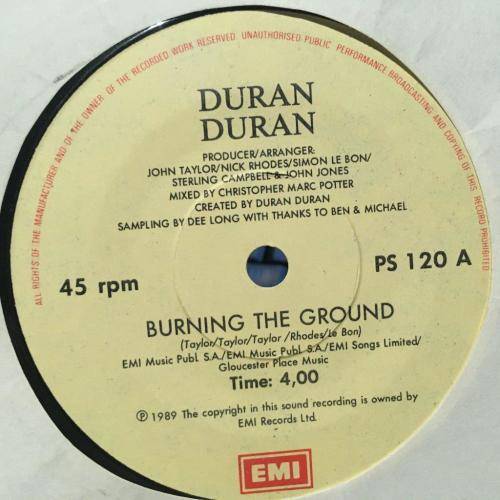 ALL RIGHTS OF THE MANUFACTURER AND OF THE OWNER OF THE RECORDED WORK RESERVED UNAUTHORISED PUBLIC PERFORMANCE BROADCASTING AND COPYING OF THIS RECORD PROHIBITED
DURAN
DURAN
PRODUCER/ARRANGER:
JOHN TAYLOR/NICK RHODES/SIMON LE BON/
STERLING CAMPBELL & JOHN JONES
MIXED BY CHRISTOPHER MARC POTTER
CREATED BY DURAN DURAN
SAMPLING BY DEE LONG WITH THANKS TO BEN & MICHAEL
45 rpm
PS 120 A
BURNING THE GROUND
(Taylor/Taylor/Taylor /Rhodes/Le Bon)
EMI Music Publ. S.A./EMI Music Publ. S.A./EMI Songs Limited/
Gloucester Place Music
Time: 4,00
Ⓟ 1989 The copyright in this sound recording is owned by
EMI Records Ltd.
EMI